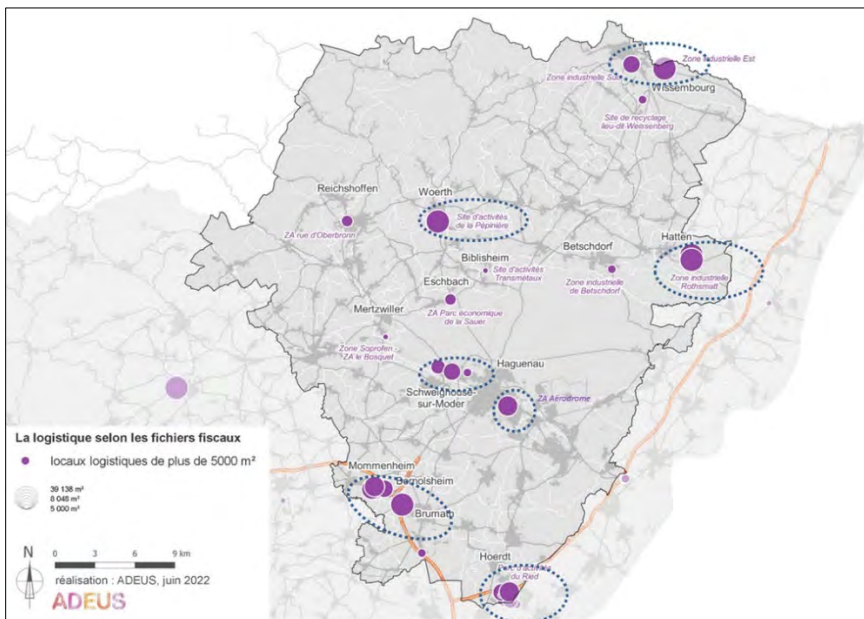 Zone industrielle Est
Zone industrielle
Wissembourg
Site de recyclage
lieu-dit-Weissenberg
Reichshoffen
Woerth
Site d'activités
de la Pépinière
ZA rue d'Oberbronn
Hatten
Betschdorf
Biblisheim
Site d'activités
Transmétaux
Zone industrielle
de Betschdorf
Zone industrielle
Rothsmatt
Eschbach
ZA Parc économique
de la Sauer
Mertzwiller
Zone Soprofen
ZA le Bosquet
Haguenau
Schweighouse-
sur-Moder
ZA Aérodrome
La logistique selon les fichiers fiscaux
locaux logistiques de plus de 5000 m²
Mommenheim
Bernolsheim
39 138 m²
8 045 m²
5 000 m²
Brumath
N
0 3 6 9 km
Hoerdt
Parc d'activités
du Ried
réalisation : ADEUS, juin 2022
ADEUS